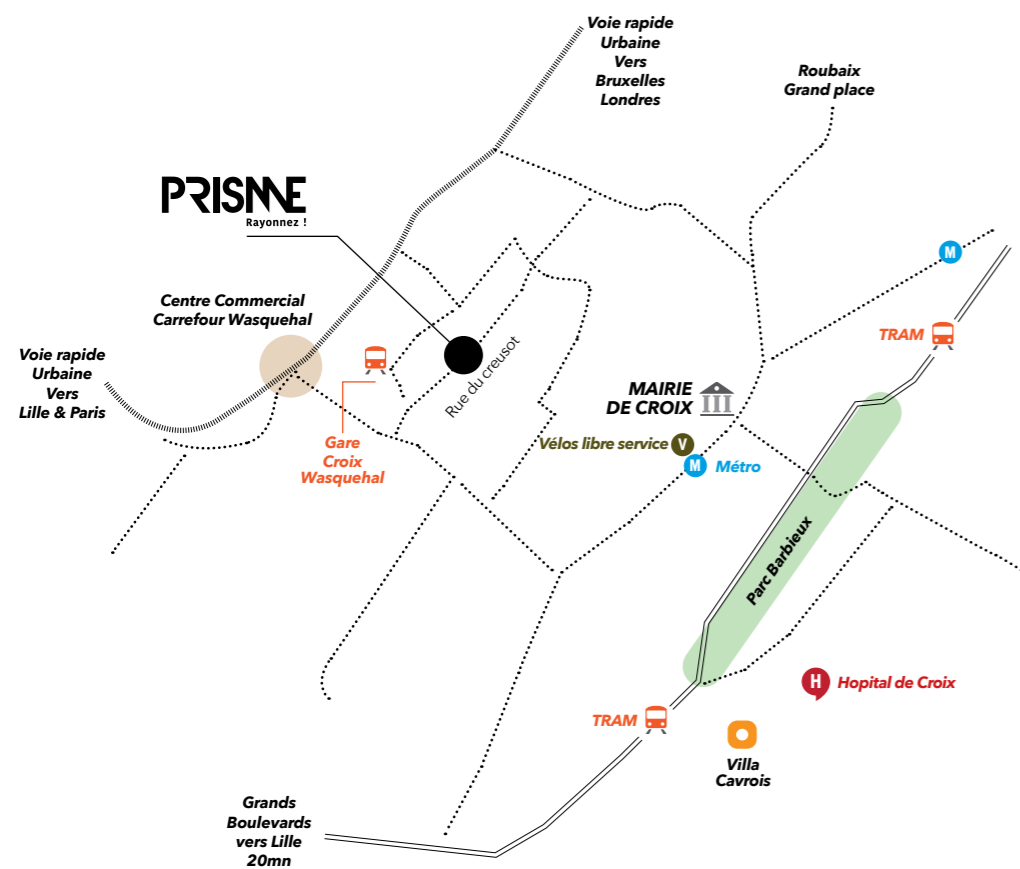 Voie rapide
Urbaine
Vers
Bruxelles
Londres
Roubaix
Grand place
PRISME
Rayonnez !
M
Centre Commercial
Carrefour Wasquehal
TRAM
Voie rapide
Urbaine
Vers
Lille & Paris
Rue du creusot
MAIRIE
DE CROIX
Gare
Croix
Wasquehal
Vélos libre service V
M Métro
Parc Barbieux
H Hopital de Croix
TRAM
Villa
Cavrois
Grands
Boulevards
vers Lille
20mn